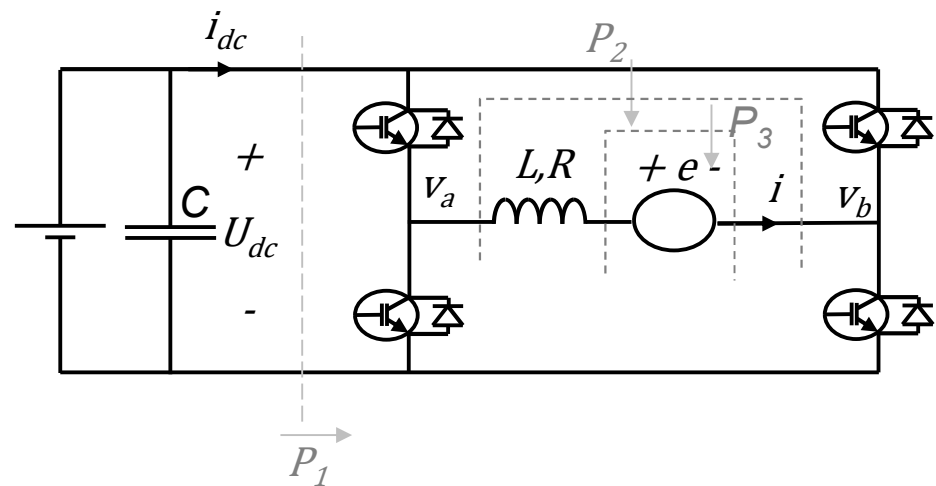 i_dc
P_2
+
P_3
L,R
+ e -
v_a
i
v_b
C
U_dc
-
P_1